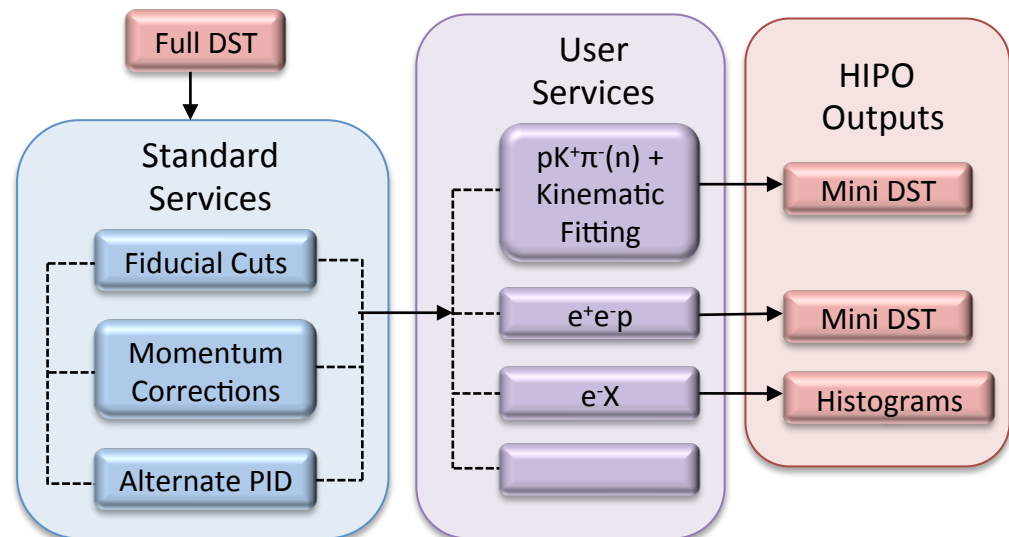 Full DST
Standard
Services
Fiducial Cuts
Momentum
Corrections
Alternate PID
User
Services
pK⁺π⁻(n) +
Kinematic
Fitting
e⁺e⁻p
e⁻X
HIPO
Outputs
Mini DST
Mini DST
Histograms